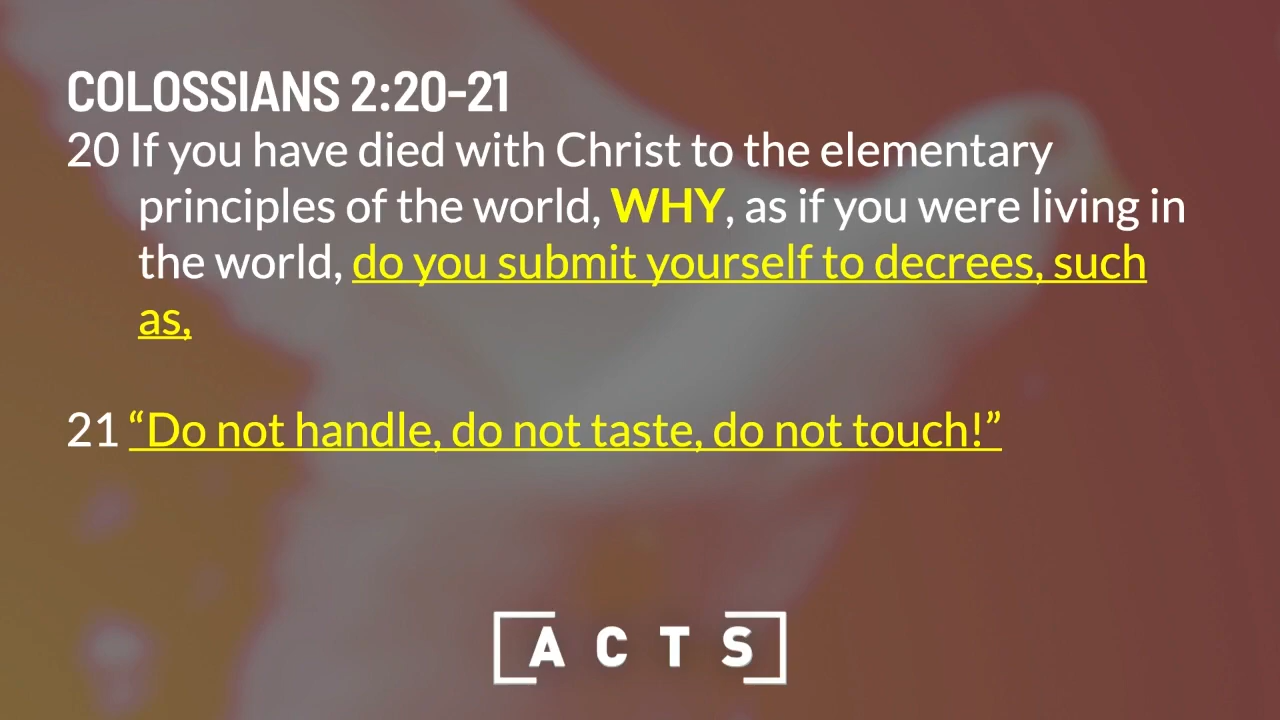 COLOSSIANS 2:20-21
20 If you have died with Christ to the elementary
principles of the world, WHY, as if you were living in
the world, do you submit yourself to decrees, such
as,
21 “Do not handle, do not taste, do not touch!”
ACTS